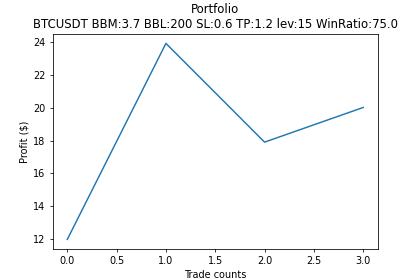 Portfolio
BTCUSDT BBM:3.7 BBL:200 SL:0.6 TP:1.2 lev:15 WinRatio:75.0
24
22
20
18
16
14
12
Profit ($)
0.0 0.5 1.0 1.5 2.0 2.5 3.0
Trade counts